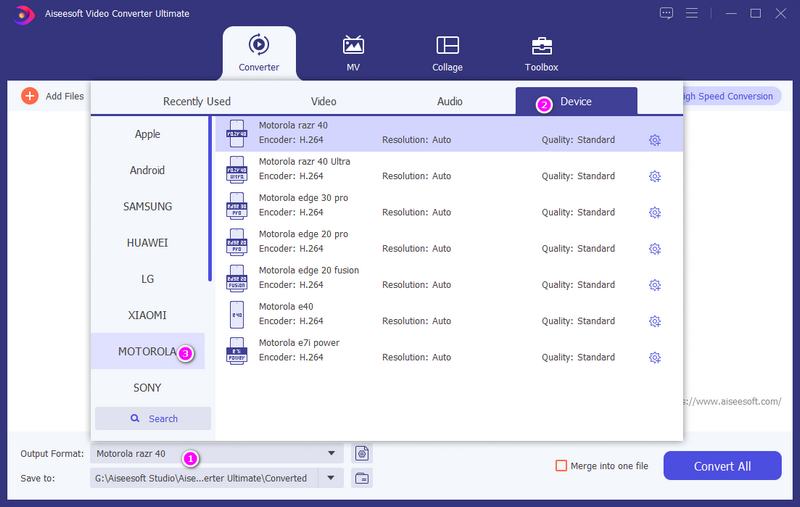 Aiseesoft Video Converter Ultimate
Converter
MV
Collage
Toolbox
Add Files
Recently Used
Video
Audio
2
Device
igh Speed Conversion
Apple
Android
SAMSUNG
HUAWEI
LG
XIAOMI
MOTOROLA
3
SONY
Search
Motorola razr 40
Encoder: H.264 Resolution: Auto Quality: Standard
Motorola razr 40 Ultra
Encoder: H.264 Resolution: Auto Quality: Standard
Motorola edge 30 pro
Encoder: H.264 Resolution: Auto Quality: Standard
Motorola edge 20 pro
Encoder: H.264 Resolution: Auto Quality: Standard
Motorola edge 20 fusion
Encoder: H.264 Resolution: Auto Quality: Standard
Motorola e40
Encoder: H.264 Resolution: Auto Quality: Standard
Motorola e7i power
Encoder: H.264 Resolution: Auto Quality: Standard
s://www.aiseesoft.com/
Output Format: Motorola razr 40
1
Save to: G:\Aiseesoft Studio\Aise...erter Ultimate\Converted
Merge into one file
Convert All